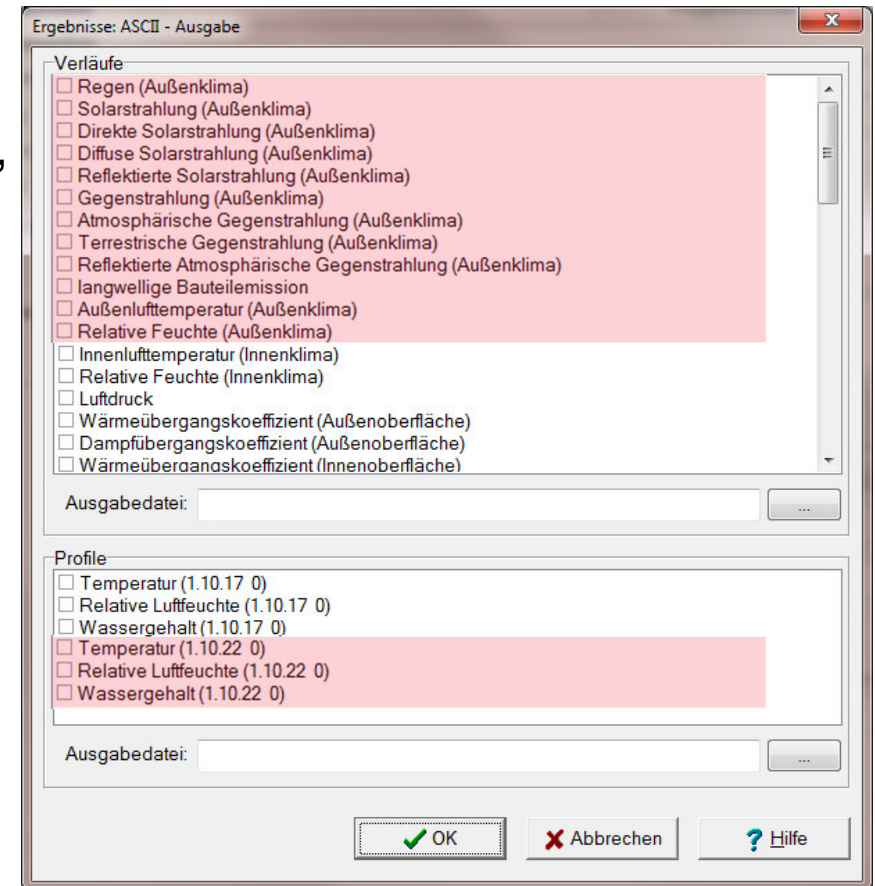 Ergebnisse: ASCII - Ausgabe
Verläufe
Regen (Außenklima)
Solarstrahlung (Außenklima)
Direkte Solarstrahlung (Außenklima)
Diffuse Solarstrahlung (Außenklima)
Reflektierte Solarstrahlung (Außenklima)
Gegenstrahlung (Außenklima)
Atmosphärische Gegenstrahlung (Außenklima)
Terrestrische Gegenstrahlung (Außenklima)
Reflektierte Atmosphärische Gegenstrahlung (Außenklima)
langwellige Bauteilemission
Außenlufttemperatur (Außenklima)
Relative Feuchte (Außenklima)
Innenlufttemperatur (Innenklima)
Relative Feuchte (Innenklima)
Luftdruck
Wärmeübergangskoeffizient (Außenoberfläche)
Dampfübergangskoeffizient (Außenoberfläche)
Wärmeübergangskoeffizient (Innenoberfläche)
Ausgabedatei:
...
Profile
Temperatur (1.10.17 0)
Relative Luftfeuchte (1.10.17 0)
Wassergehalt (1.10.17 0)
Temperatur (1.10.22 0)
Relative Luftfeuchte (1.10.22 0)
Wassergehalt (1.10.22 0)
Ausgabedatei:
...
OK Abbrechen ? Hilfe